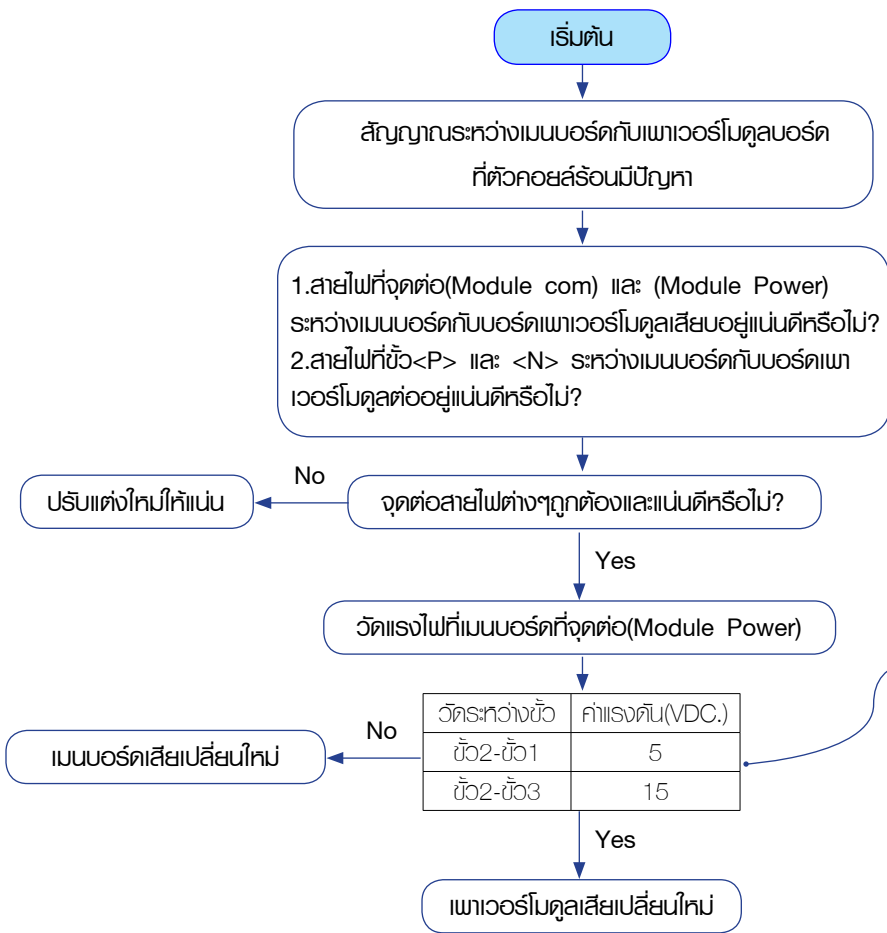 เริ่มต้น
สัญญาณระหว่างเมนบอร์ดกับเพาเวอร์โมดูลบอร์ด
ที่ตัวคอยล์ร้อนมีปัญหา
1.สายไฟที่จุดต่อ(Module com) และ (Module Power)
ระหว่างเมนบอร์ดกับบอร์ดเพาเวอร์โมดูลเสียบอยู่แน่นดีหรือไม่?
2.สายไฟที่ขั้ว<P> และ <N> ระหว่างเมนบอร์ดกับบอร์ดเพา
เวอร์โมดูลต่ออยู่แน่นดีหรือไม่?
No
ปรับแต่งใหม่ให้แน่น
จุดต่อสายไฟต่างๆถูกต้องและแน่นดีหรือไม่?
Yes
วัดแรงไฟที่เมนบอร์ดที่จุดต่อ(Module Power)
วัดระหว่างขั้ว ค่าแรงดัน(VDC.)
No
เมนบอร์ดเสียเปลี่ยนใหม่
ขั้ว2-ขั้ว1 5
ขั้ว2-ขั้ว3 15
Yes
เพาเวอร์โมดูลเสียเปลี่ยนใหม่